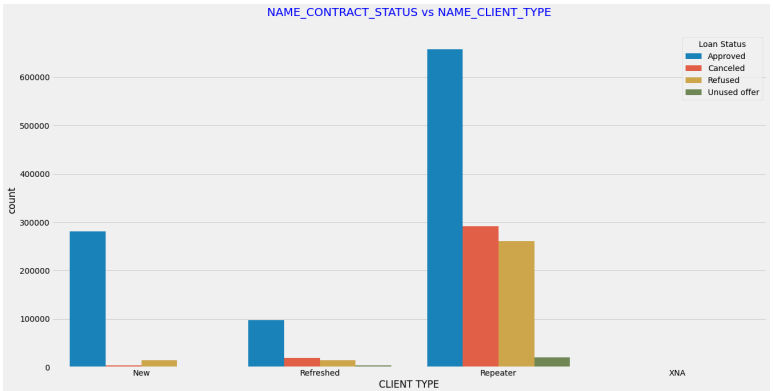 NAME_CONTRACT_STATUS vs NAME_CLIENT_TYPE
Loan Status
Approved
Canceled
Refused
Unused offer
600000
500000
400000
300000
200000
100000
0
count
New
Refreshed
Repeater
XNA
CLIENT TYPE